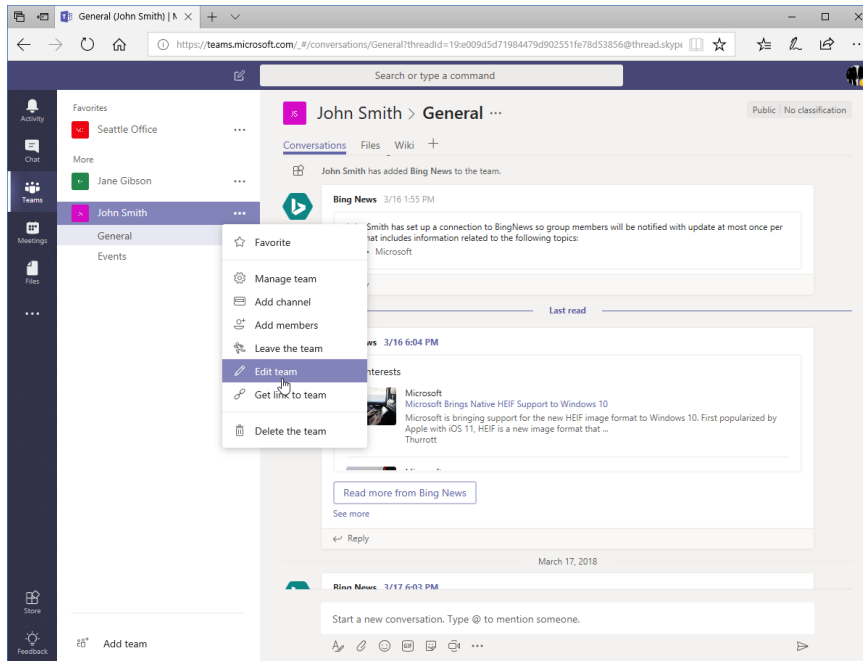 General (John Smith) | M
https://teams.microsoft.com/_#/conversations/General?threadId=19:e009d5d71984479d902551fe78d53856@thread.skype
Search or type a command
Activity
Chat
Teams
Meetings
Files
Store
Feedback
Favorites
Seattle Office
More
Jane Gibson
JS
John Smith
General
Events
Add team
Favorite
Manage team
Add channel
Add members
Leave the team
Edit team
Get link to team
Delete the team
JS
John Smith > General ...
Public | No classification
Conversations Files Wiki
John Smith has added Bing News to the team.
Bing News 3/16 1:55 PM
Smith has set up a connection to BingNews so group members will be notified with update at most once per
hat includes information related to the following topics:
• Microsoft
Last read
3/16 6:04 PM
nterests
Microsoft
Microsoft Brings Native HEIF Support to Windows 10
Microsoft is bringing support for the new HEIF image format to Windows 10. First popularized by
Apple with iOS 11, HEIF is a new image format that ...
Thurrott
Read more from Bing News
See more
Reply
March 17, 2018
Bing News 3/17 6:03 PM
Start a new conversation. Type @ to mention someone.
GIF